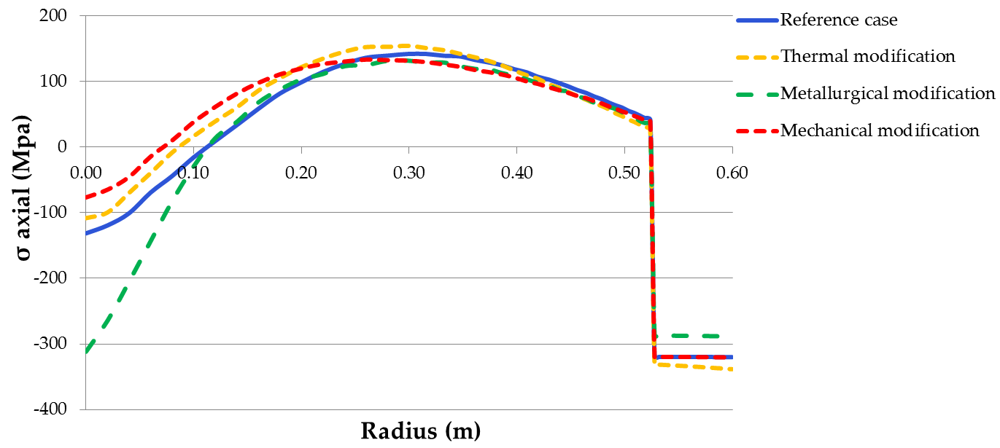 200
100
0
-100
-200
-300
-400
0.00 0.10 0.20 0.30 0.40 0.50 0.60
σ axial (Mpa)
Radius (m)
Reference case
Thermal modification
Metallurgical modification
Mechanical modification